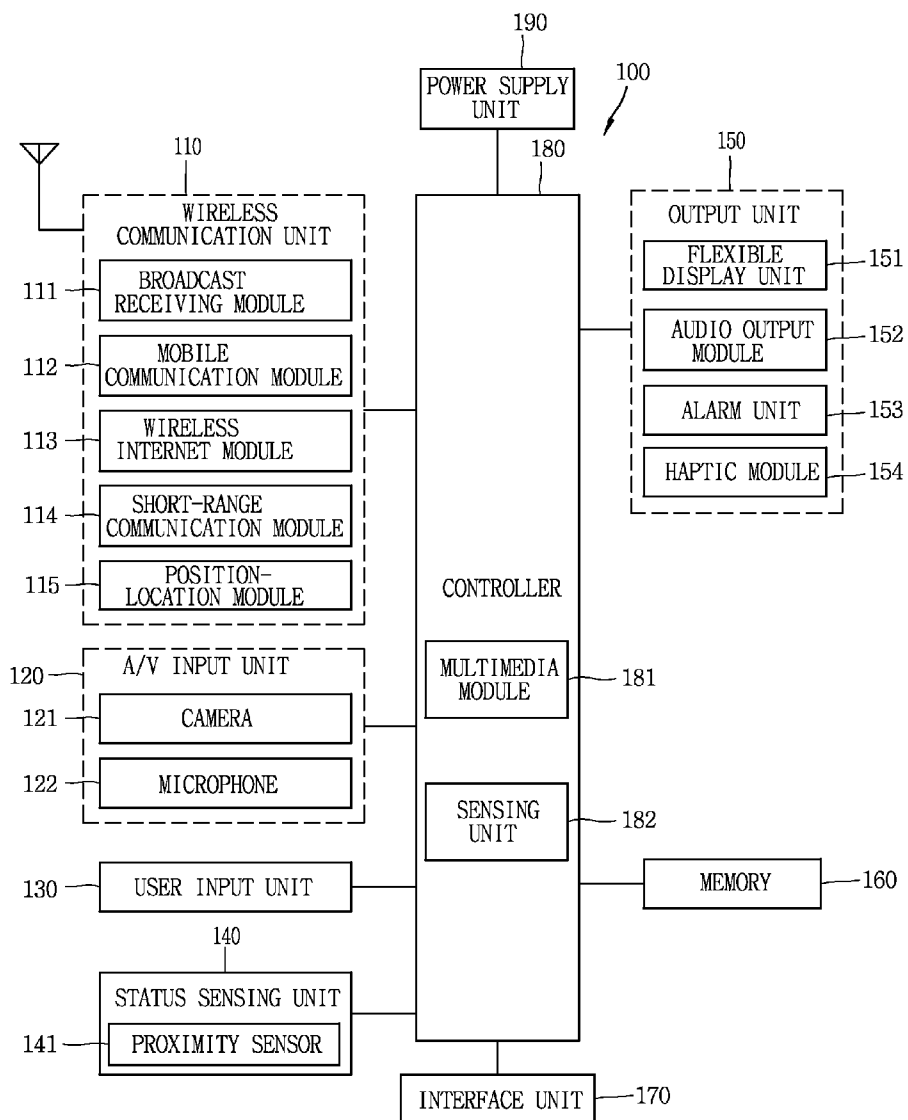 190
POWER SUPPLY
UNIT
100
110
180
150
WIRELESS
COMMUNICATION UNIT
111
BROADCAST
RECEIVING MODULE
112
MOBILE
COMMUNICATION MODULE
113
WIRELESS
INTERNET MODULE
114
SHORT-RANGE
COMMUNICATION MODULE
115
POSITION-
LOCATION MODULE
120
A/V INPUT UNIT
121
CAMERA
122
MICROPHONE
130
USER INPUT UNIT
140
STATUS SENSING UNIT
141
PROXIMITY SENSOR
CONTROLLER
MULTIMEDIA
MODULE
181
SENSING
UNIT
182
OUTPUT UNIT
FLEXIBLE
DISPLAY UNIT
151
AUDIO OUTPUT
MODULE
152
ALARM UNIT
153
HAPTIC MODULE
154
MEMORY
160
INTERFACE UNIT
170